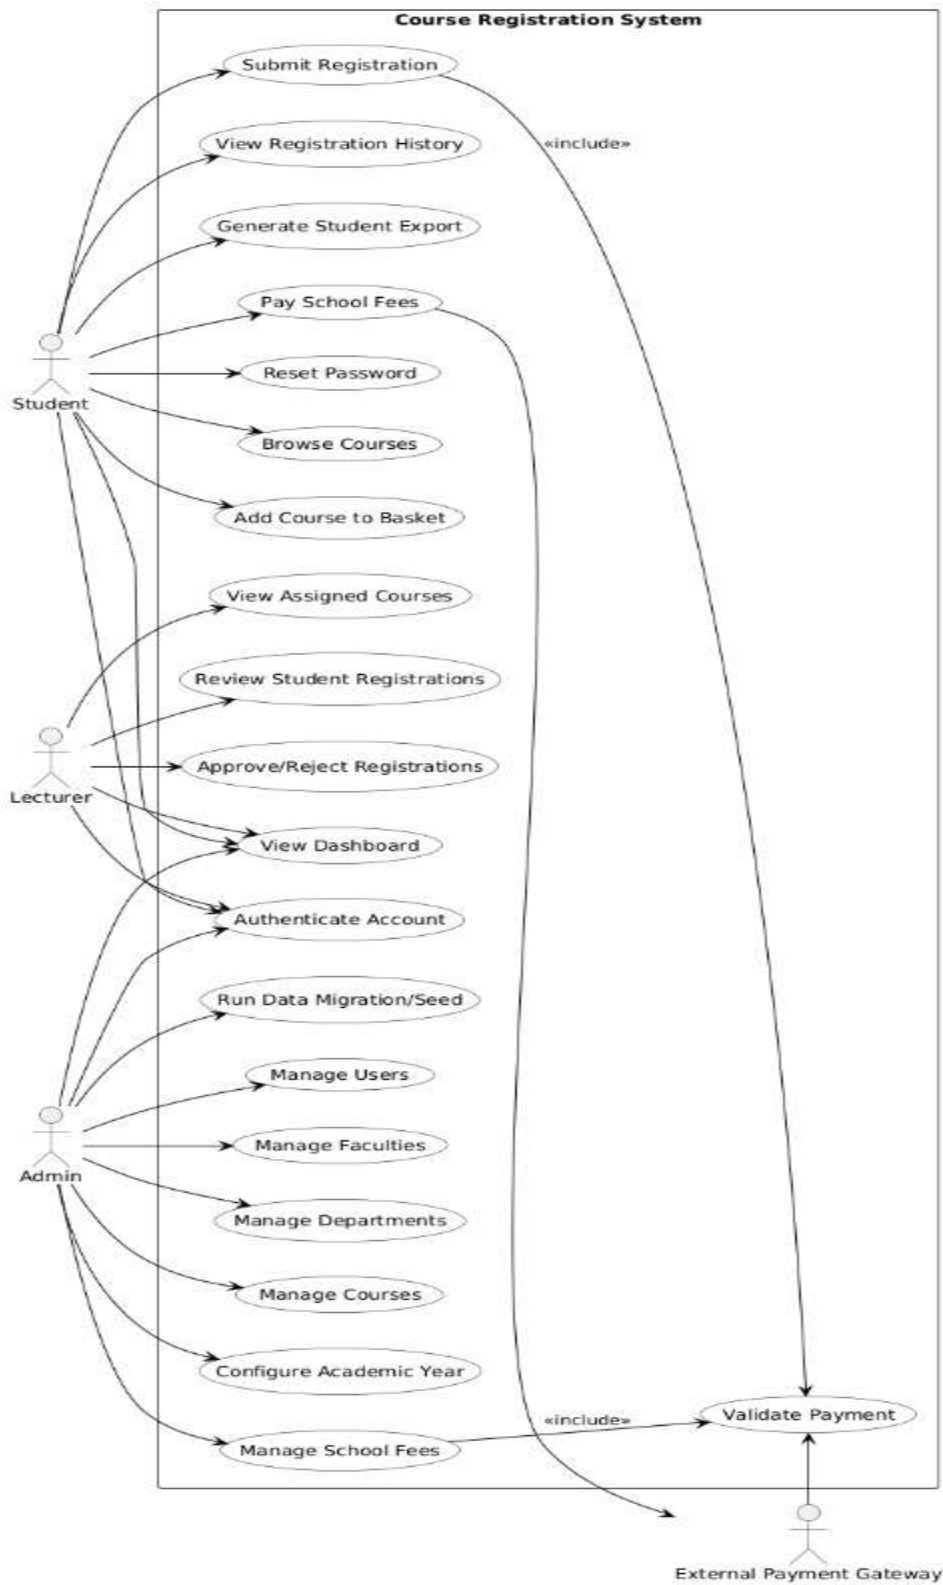 Course Registration System
Submit Registration
View Registration History
«include»
Generate Student Export
Pay School Fees
Reset Password
Student
Browse Courses
Add Course to Basket
View Assigned Courses
Review Student Registrations
Approve/Reject Registrations
Lecturer
View Dashboard
Authenticate Account
Run Data Migration/Seed
Manage Users
Manage Faculties
Admin
Manage Departments
Manage Courses
Configure Academic Year
Validate Payment
«include»
Manage School Fees
External Payment Gateway